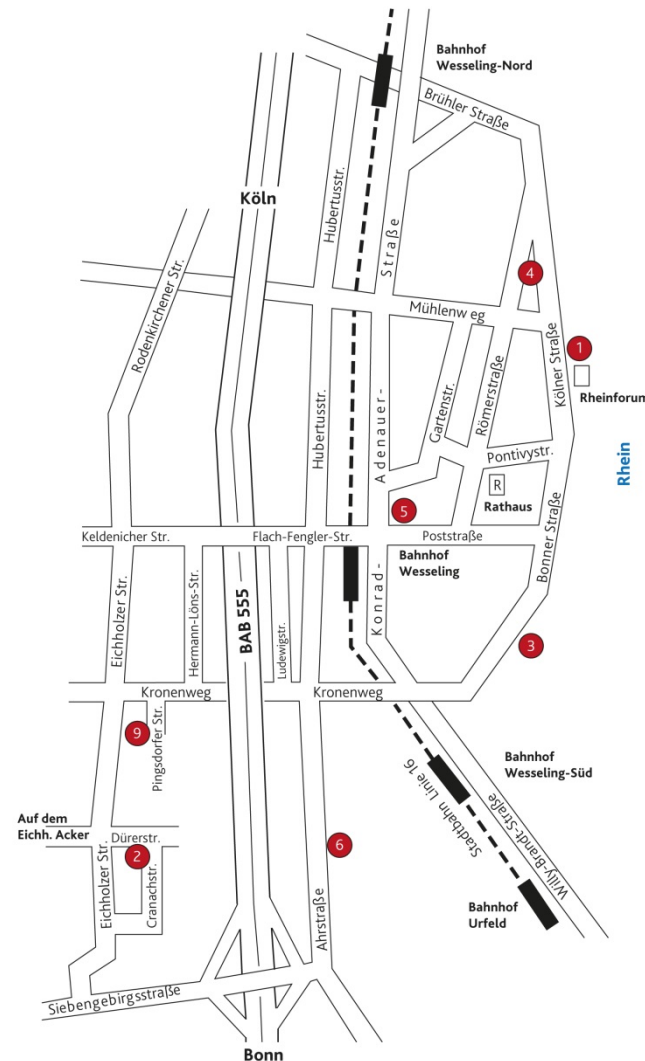 Bahnhof
Wesseling-Nord
Brühler Straße
Hubertusstr.
Köln
Straße
Rodenkirchener Str.
4
Mühlenweg
1
Kölner Straße
Rheinforum
Gartenstr.
Römerstraße
Hubertusstr.
Adenauer-
Pontivystr.
Rhein
R
Rathaus
5
Keldenicher Str.
Flach-Fengler-Str.
Poststraße
Bonner Straße
Bahnhof
Wesseling
Konrad-
Eichholzer Str.
Hermann-Löns-Str.
BAB 555
Ludewigstr.
3
Kronenweg
Kronenweg
9
Pingsdorfer Str.
Bahnhof
Wesseling-Süd
Stadtbahn Linie 16
Willy-Brandt-Straße
Auf dem
Eichh. Acker
Dürerstr.
2
6
Eichholzer Str.
Cranachstr.
Ahrstraße
Bahnhof
Urfeld
Siebengebirgsstraße
Bonn